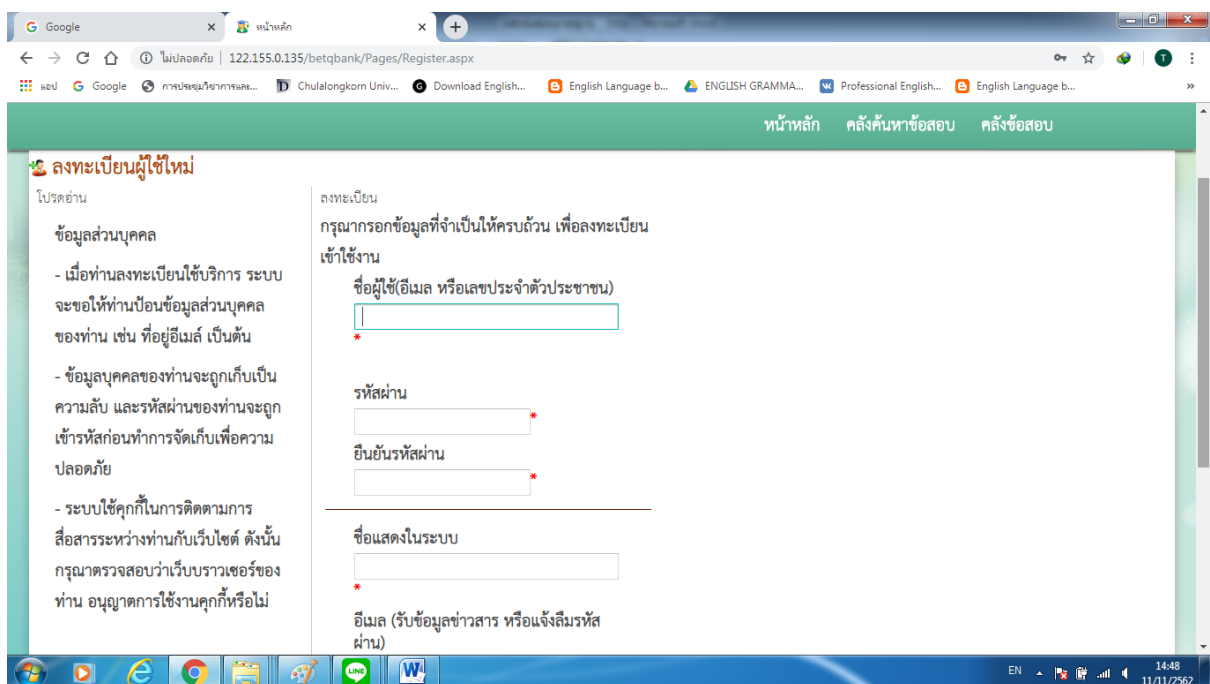 Google
หน้าหลัก
ไม่ปลอดภัย | 122.155.0.135/betqbank/Pages/Register.aspx
T
แอป
Google
การประชุมวิชาการและ...
Chulalongkorn Univ...
Download English...
English Language b...
ENGLISH GRAMMA...
Professional English...
English Language b...
หน้าหลัก คลังค้นหาข้อสอบ คลังข้อสอบ
ลงทะเบียนผู้ใช้ใหม่
โปรดอ่าน
ข้อมูลส่วนบุคคล
- เมื่อท่านลงทะเบียนใช้บริการ ระบบ
จะขอให้ท่านป้อนข้อมูลส่วนบุคคล
ของท่าน เช่น ที่อยู่อีเมล์ เป็นต้น
- ข้อมูลบุคคลของท่านจะถูกเก็บเป็น
ความลับ และรหัสผ่านของท่านจะถูก
เข้ารหัสก่อนทำการจัดเก็บเพื่อความ
ปลอดภัย
- ระบบใช้คุกกี้ในการติดตามการ
สื่อสารระหว่างท่านกับเว็บไซต์ ดังนั้น
กรุณาตรวจสอบว่าเว็บบราวเซอร์ของ
ท่าน อนุญาตการใช้งานคุกกี้หรือไม่
ลงทะเบียน
กรุณากรอกข้อมูลที่จำเป็นให้ครบถ้วน เพื่อลงทะเบียน
เข้าใช้งาน
ชื่อผู้ใช้(อีเมล หรือเลขประจำตัวประชาชน)
*
รหัสผ่าน
*
ยืนยันรหัสผ่าน
*
ชื่อแสดงในระบบ
*
อีเมล (รับข้อมูลข่าวสาร หรือแจ้งลืมรหัส
ผ่าน)
LINE
W
EN
14:48
11/11/2562